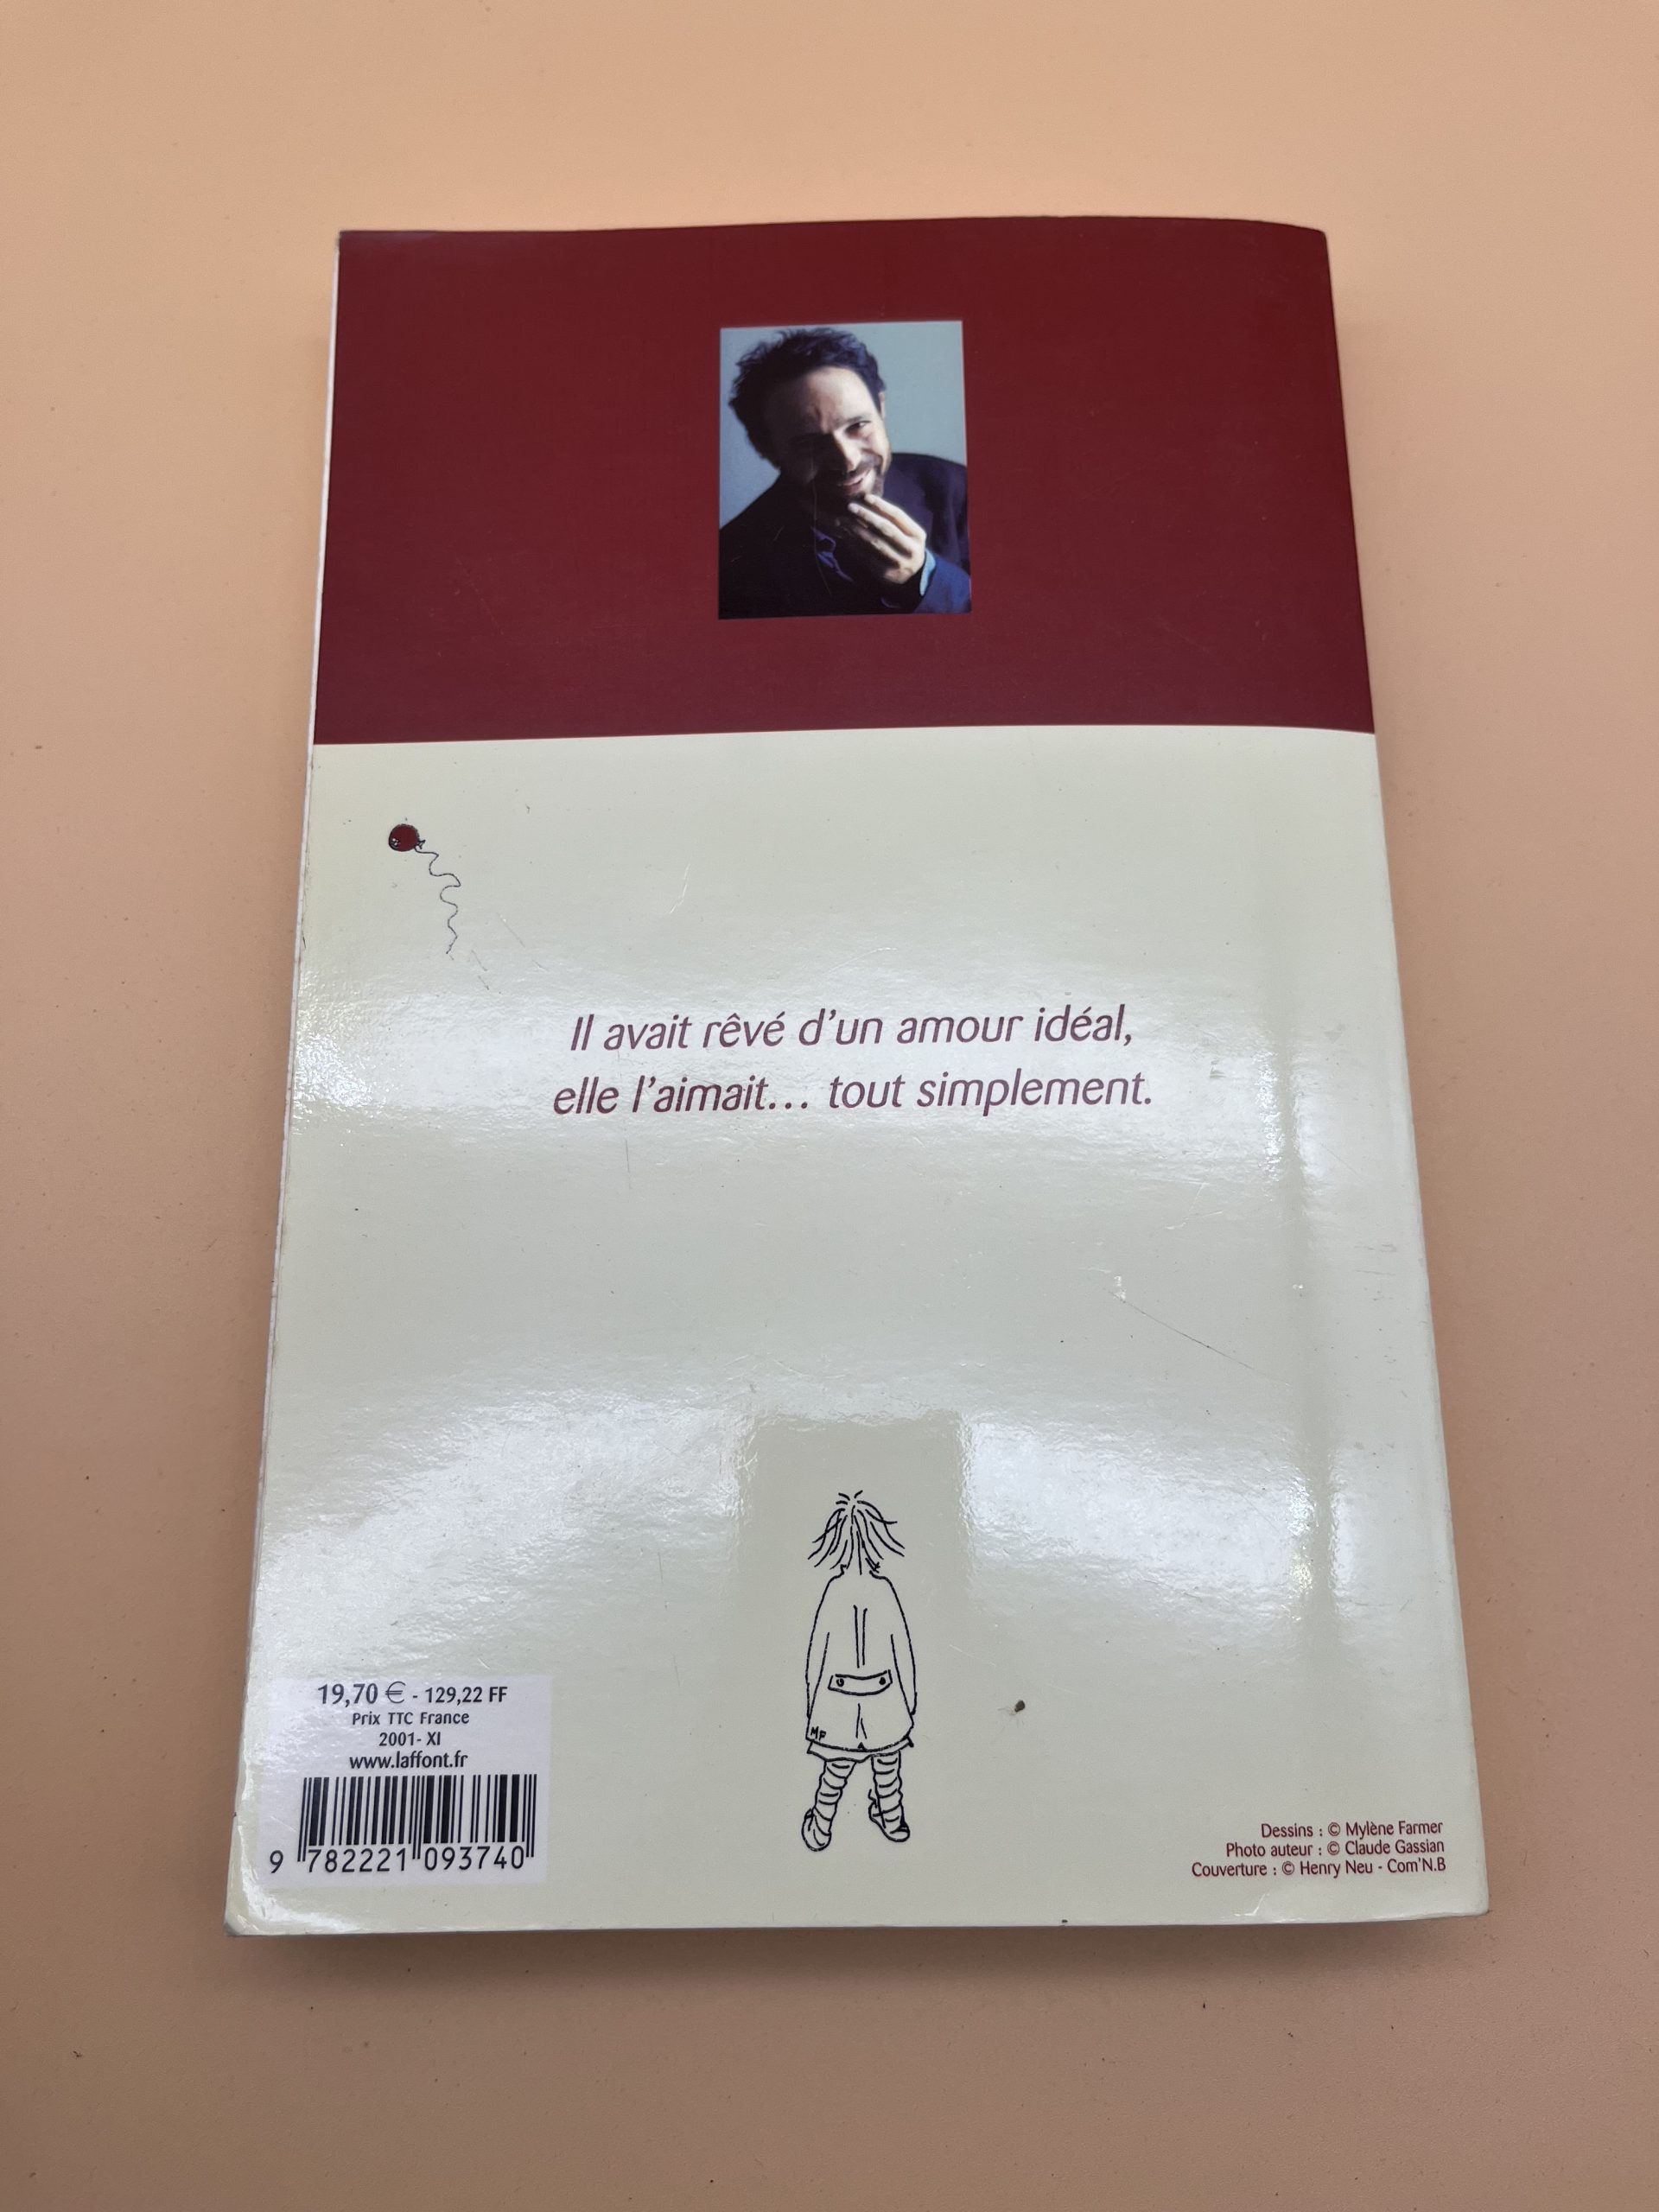 Il avait rêvé d'un amour idéal,
elle l'aimait... tout simplement.
MF
19,70 € - 129,22 FF
Prix TTC France
2001- XI
www.laffont.fr
9 782221 093740
Dessins : © Mylène Farmer
Photo auteur : © Claude Gassian
Couverture : © Henry Neu - Com'N.B